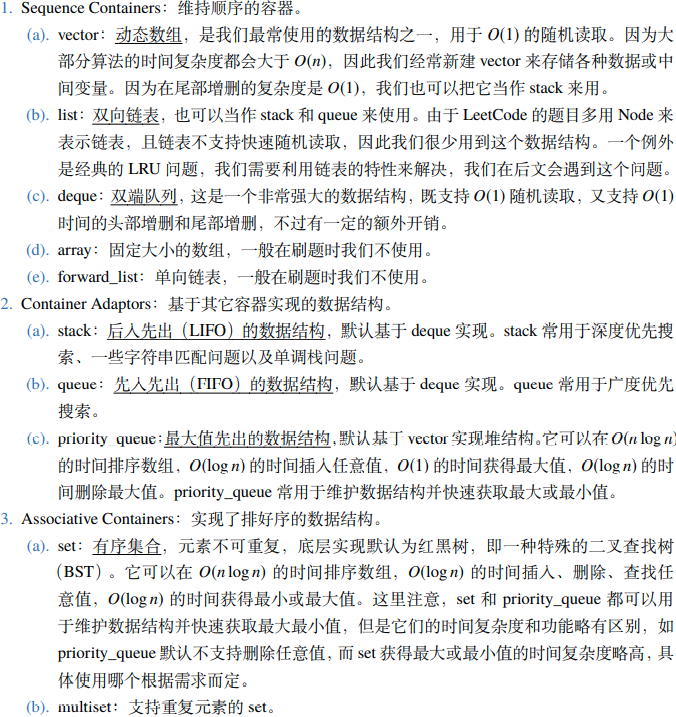 1. Sequence Containers：维持顺序的容器。
(a). vector：动态数组，是我们最常使用的数据结构之一，用于 O(1) 的随机读取。因为大
部分算法的时间复杂度都会大于 O(n)，因此我们经常新建 vector 来存储各种数据或中
间变量。因为在尾部增删的复杂度是 O(1)，我们也可以把它当作 stack 来用。
(b). list：双向链表，也可以当作 stack 和 queue 来使用。由于 LeetCode 的题目多用 Node 来
表示链表，且链表不支持快速随机读取，因此我们很少用到这个数据结构。一个例外
是经典的 LRU 问题，我们需要利用链表的特性来解决，我们在后文会遇到这个问题。
(c). deque：双端队列，这是一个非常强大的数据结构，既支持 O(1) 随机读取，又支持 O(1)
时间的头部增删和尾部增删，不过有一定的额外开销。
(d). array：固定大小的数组，一般在刷题时我们不使用。
(e). forward_list：单向链表，一般在刷题时我们不使用。
2. Container Adaptors：基于其它容器实现的数据结构。
(a). stack：后入先出（LIFO）的数据结构，默认基于 deque 实现。stack 常用于深度优先搜
索、一些字符串匹配问题以及单调栈问题。
(b). queue：先入先出（FIFO）的数据结构，默认基于 deque 实现。queue 常用于广度优先
搜索。
(c). priority_queue：最大值先出的数据结构，默认基于 vector 实现堆结构。它可以在 O(n log n)
的时间排序数组，O(log n) 的时间插入任意值，O(1) 的时间获得最大值，O(log n) 的时
间删除最大值。priority_queue 常用于维护数据结构并快速获取最大或最小值。
3. Associative Containers：实现了排好序的数据结构。
(a). set：有序集合，元素不可重复，底层实现默认为红黑树，即一种特殊的二叉查找树
（BST）。它可以在 O(n log n) 的时间排序数组，O(log n) 的时间插入、删除、查找任
意值，O(log n) 的时间获得最小或最大值。这里注意，set 和 priority_queue 都可以用
于维护数据结构并快速获取最大最小值，但是它们的时间复杂度和功能略有区别，如
priority_queue 默认不支持删除任意值，而 set 获得最大或最小值的时间复杂度略高，具
体使用哪个根据需求而定。
(b). multiset：支持重复元素的 set。